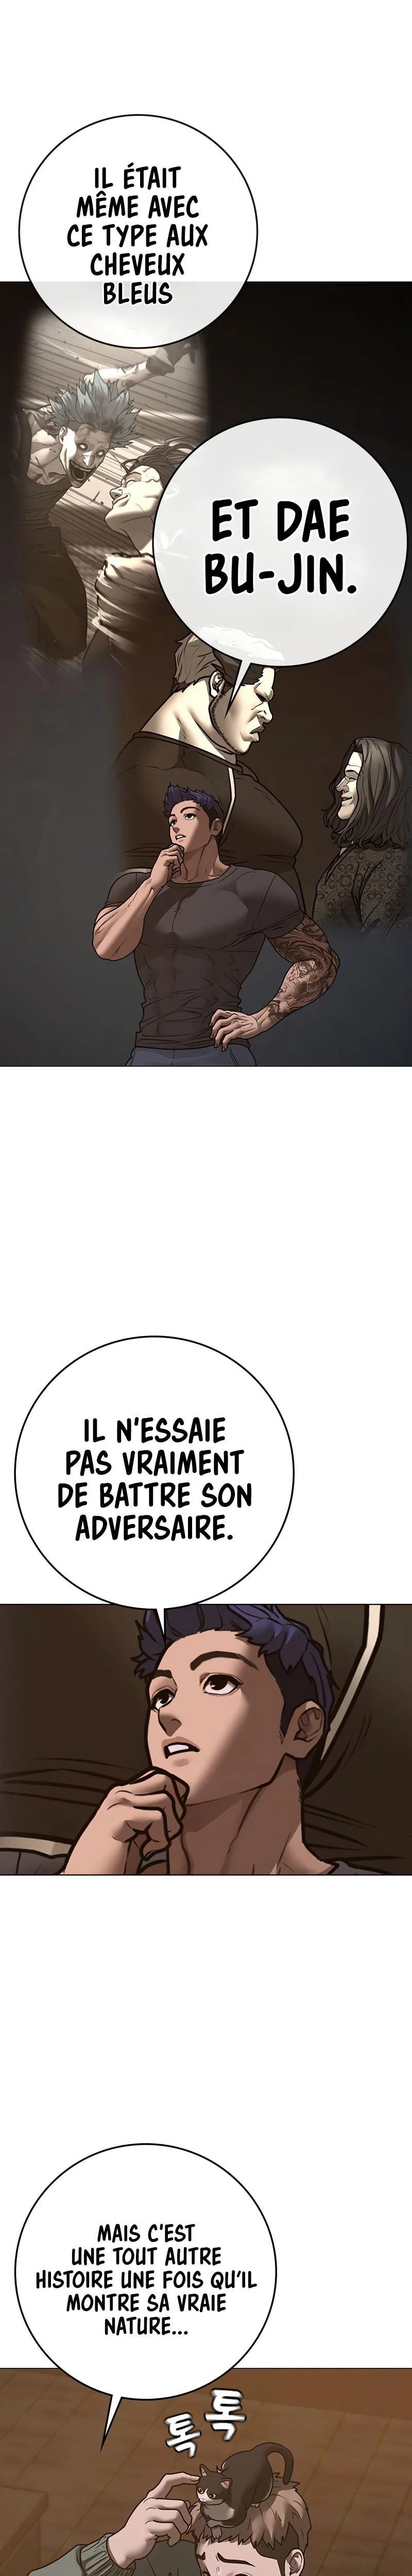 IL ÉTAIT
MÊME AVEC
CE TYPE AUX
CHEVEUX
BLEUS
ET DAE
BU-JIN.
IL N'ESSAIE
PAS VRAIMENT
DE BATTRE SON
ADVERSAIRE.
MAIS C'EST
UNE TOUT AUTRE
HISTOIRE UNE FOIS QU'IL
MONTRE SA VRAIE
NATURE...
톡 톡